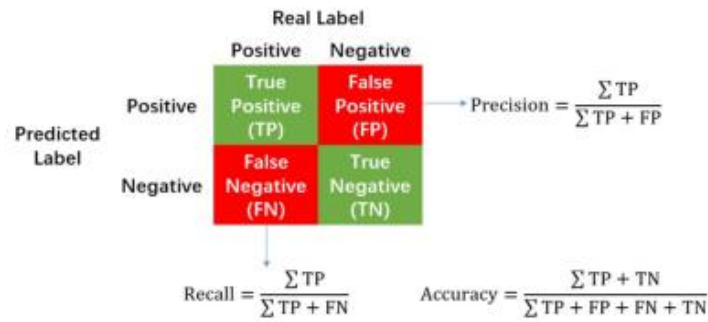 Real Label
Positive Negative
Predicted Label
Positive
True Positive (TP)
False Positive (FP)
Precision = ∑ TP / ∑ TP + FP
Negative
False Negative (FN)
True Negative (TN)
Recall = ∑ TP / ∑ TP + FN
Accuracy = ∑ TP + TN / ∑ TP + FP + FN + TN